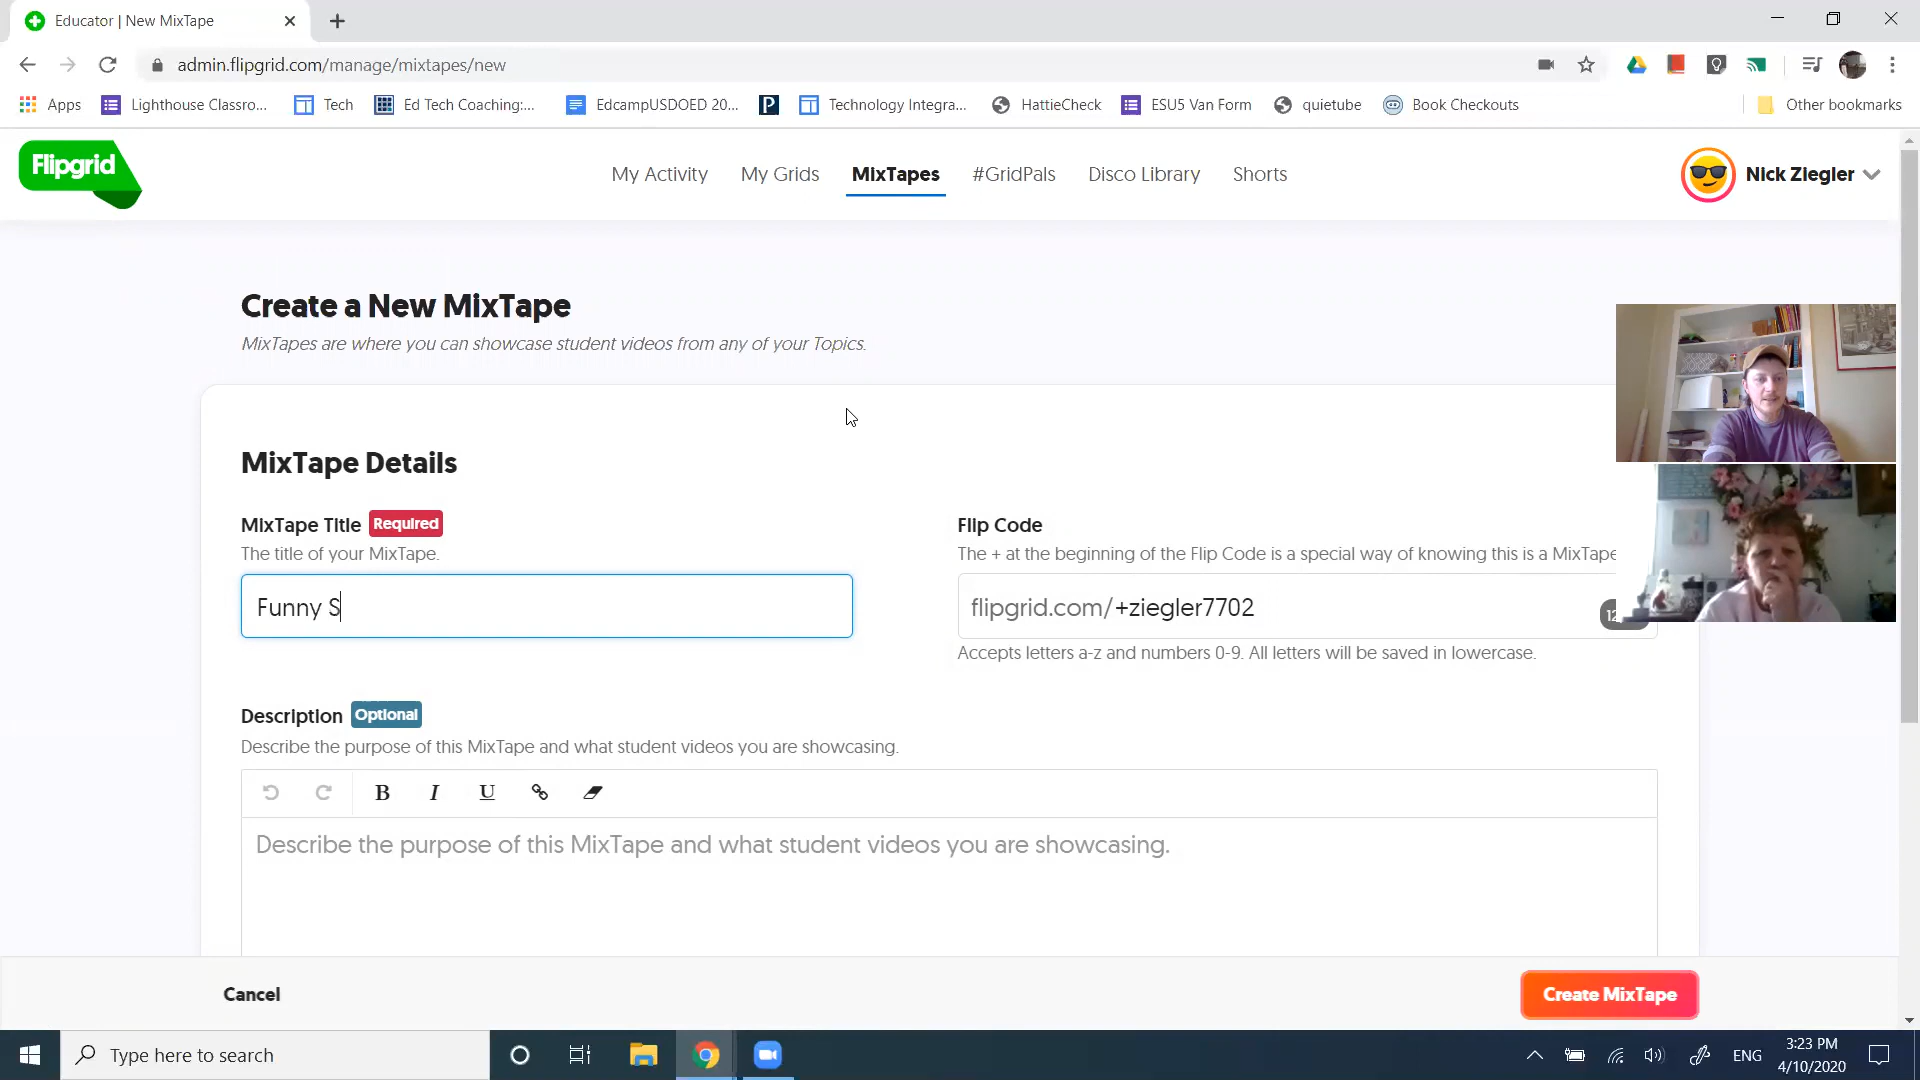 Educator | New MixTape
admin.flipgrid.com/manage/mixtapes/new
Apps Lighthouse Classro... Tech Ed Tech Coaching:... EdcampUSDOED 20... P Technology Integra... HattieCheck ESU5 Van Form quietube Book Checkouts Other bookmarks
Flipgrid
My Activity My Grids MixTapes #GridPals Disco Library Shorts
Nick Ziegler
Create a New MixTape
MixTapes are where you can showcase student videos from any of your Topics.
MixTape Details
MixTape Title Required
The title of your MixTape.
Funny S
Flip Code
The + at the beginning of the Flip Code is a special way of knowing this is a MixTape
flipgrid.com/+ziegler7702
Accepts letters a-z and numbers 0-9. All letters will be saved in lowercase.
Description Optional
Describe the purpose of this MixTape and what student videos you are showcasing.
B I U
Describe the purpose of this MixTape and what student videos you are showcasing.
Cancel
Create MixTape
Type here to search
ENG
3:23 PM
4/10/2020